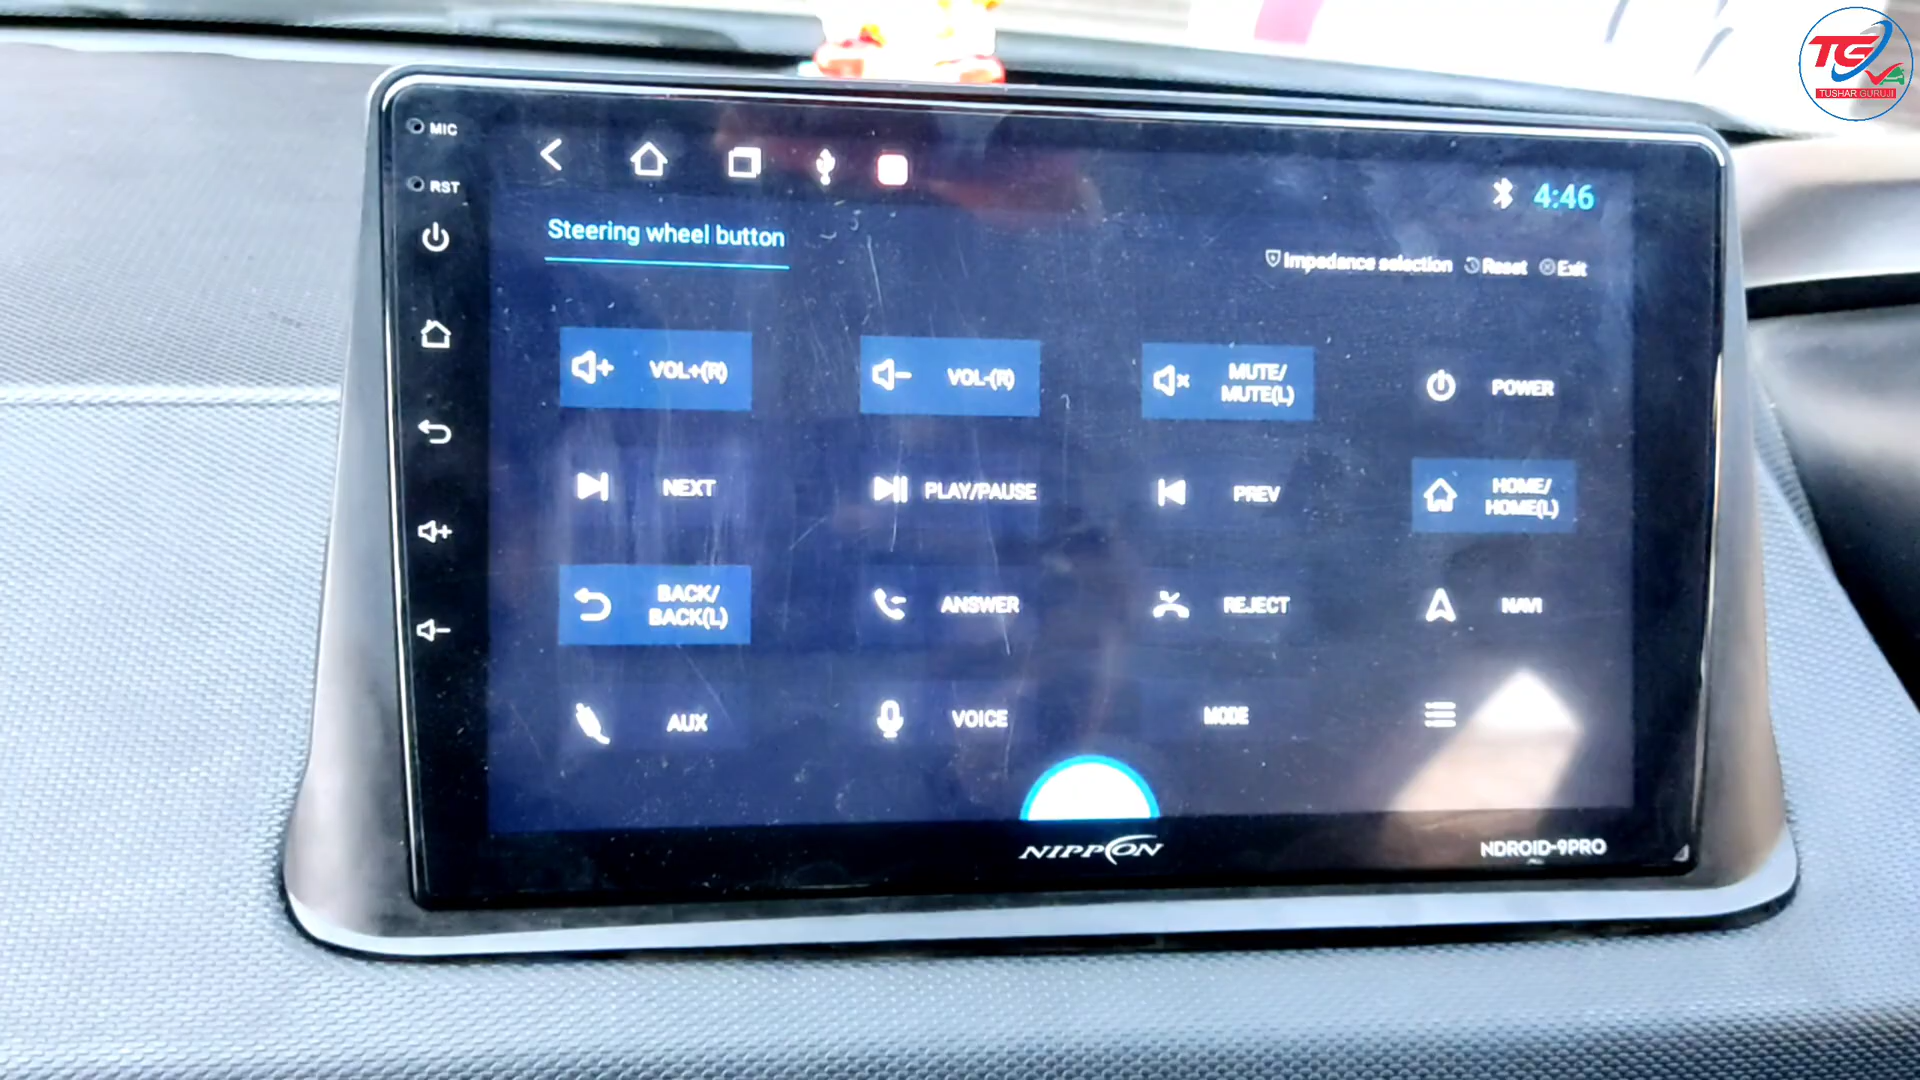 TG
TUSHAR GURUJI
MIC
RST
4:46
Steering wheel button
Impedance selection Reset Exit
VOL+(R)
VOL-(R)
MUTE/
MUTE(L)
POWER
NEXT
PLAY/PAUSE
PREV
HOME/
HOME(L)
BACK/
BACK(L)
ANSWER
REJECT
NAVI
AUX
VOICE
MODE
NIPPON
NDROID-9PRO